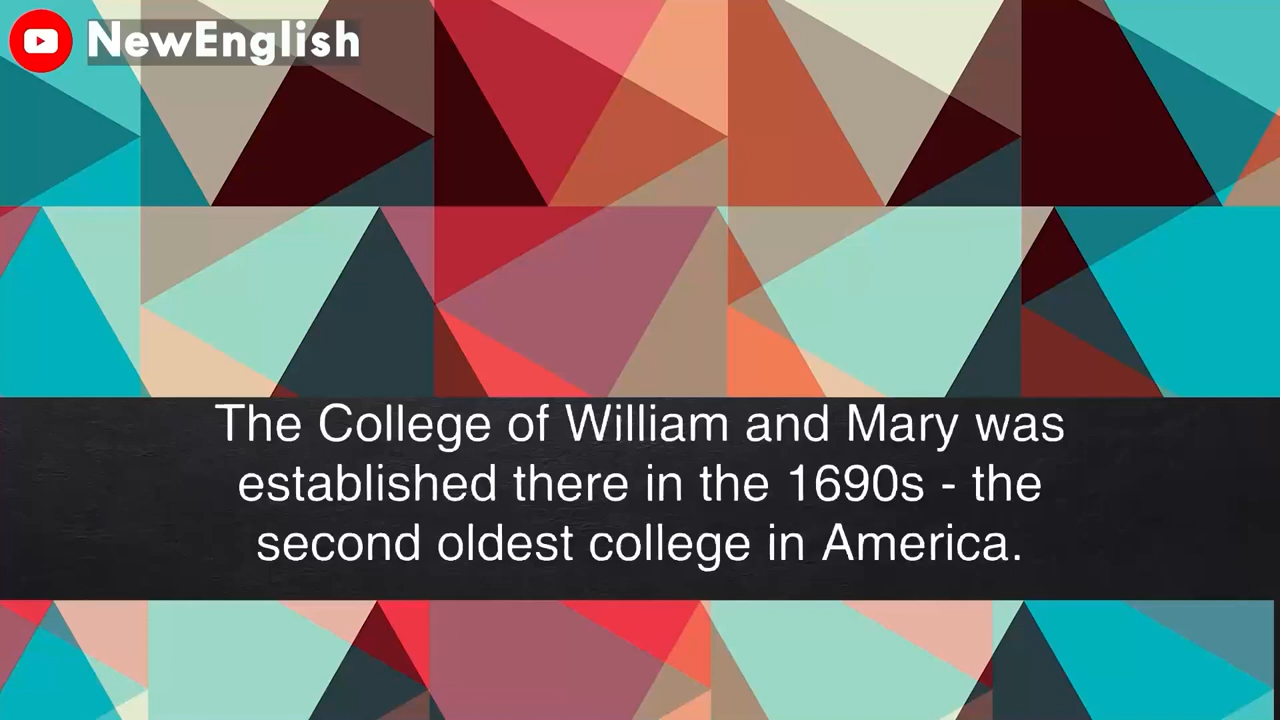 NewEnglish
The College of William and Mary was
established there in the 1690s - the
second oldest college in America.